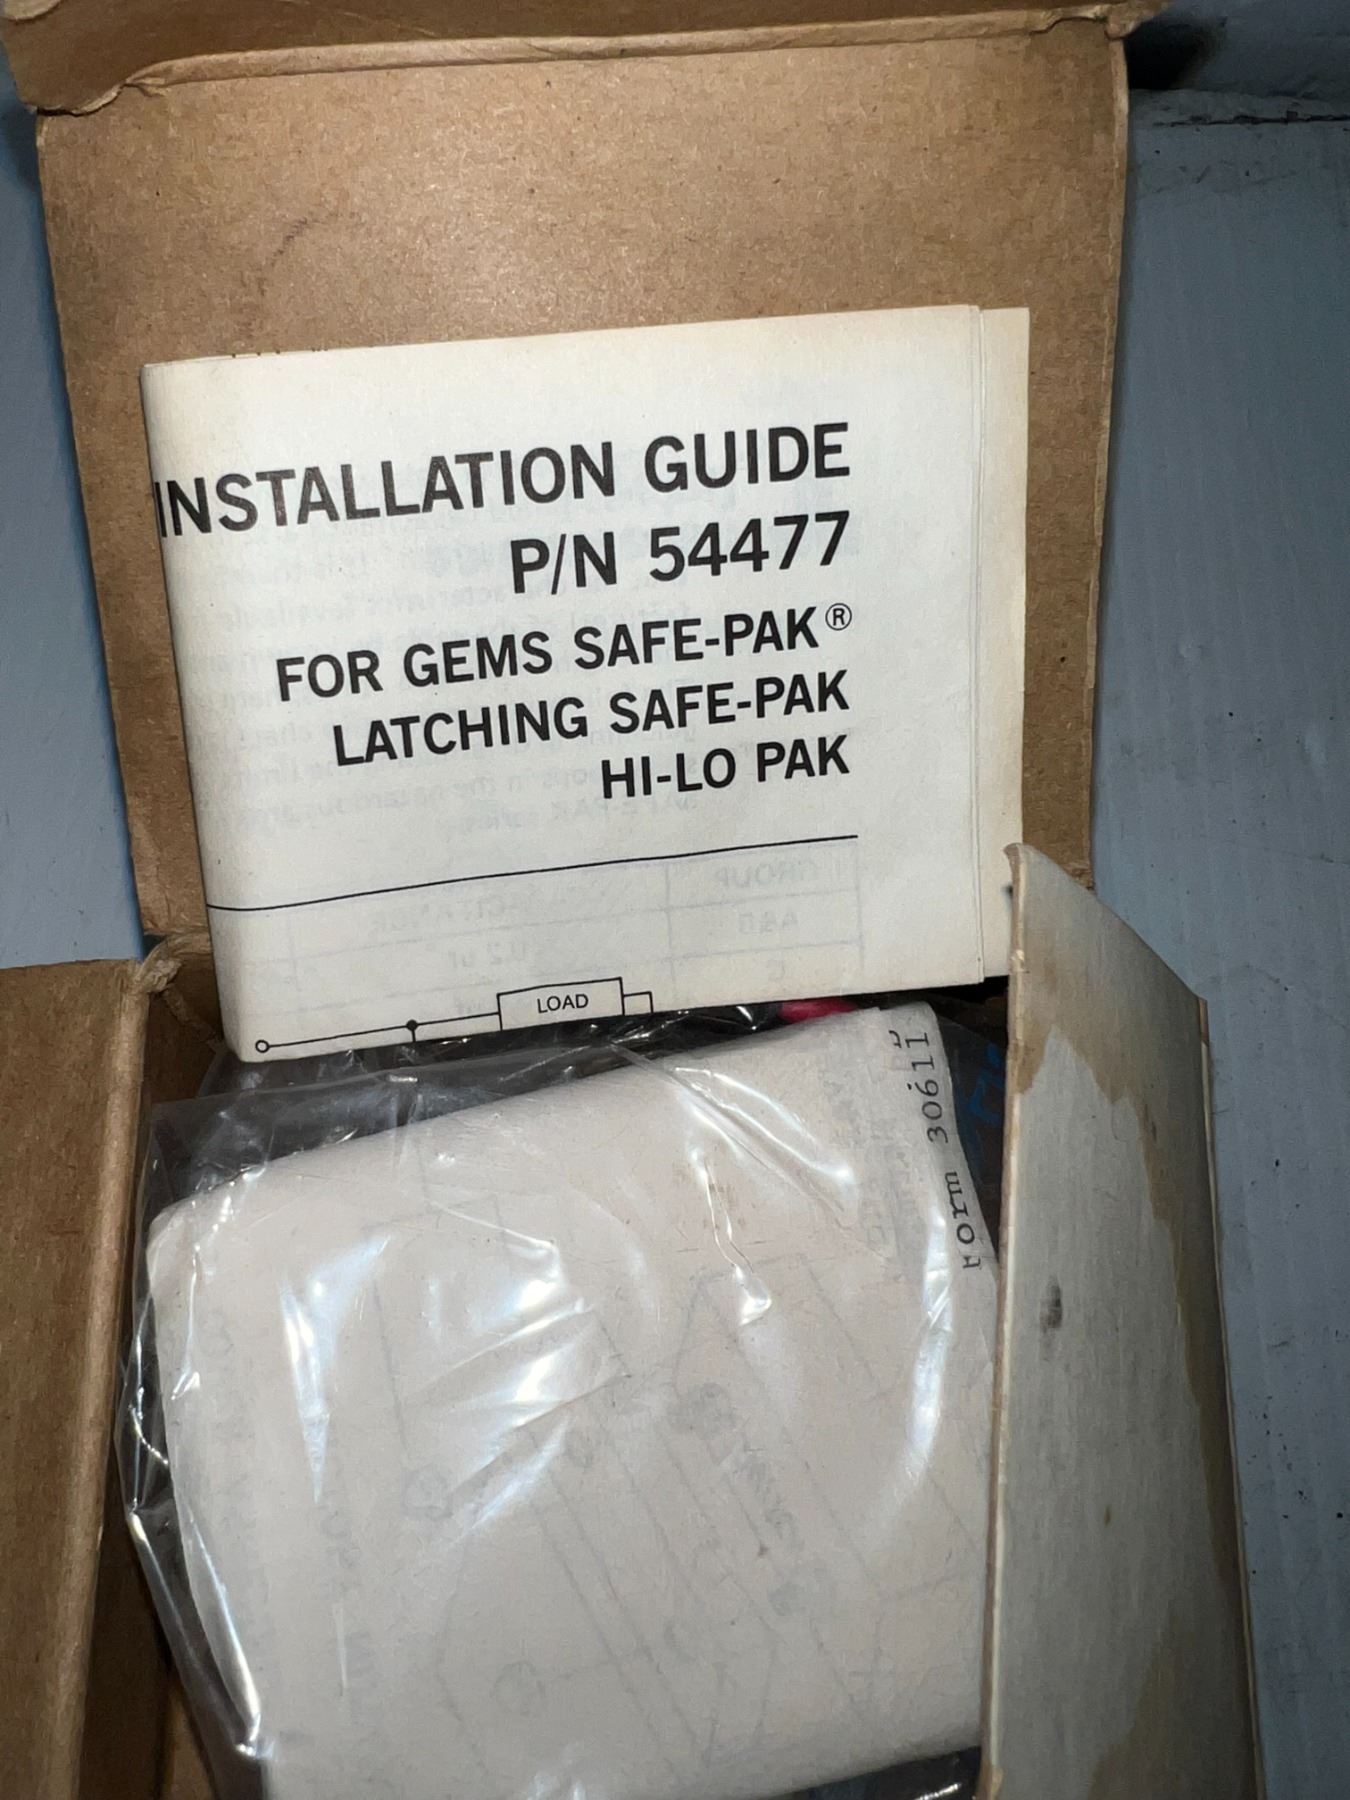 INSTALLATION GUIDE
P/N 54477
FOR GEMS SAFE-PAK®
LATCHING SAFE-PAK
HI-LO PAK
LOAD
Form 30611